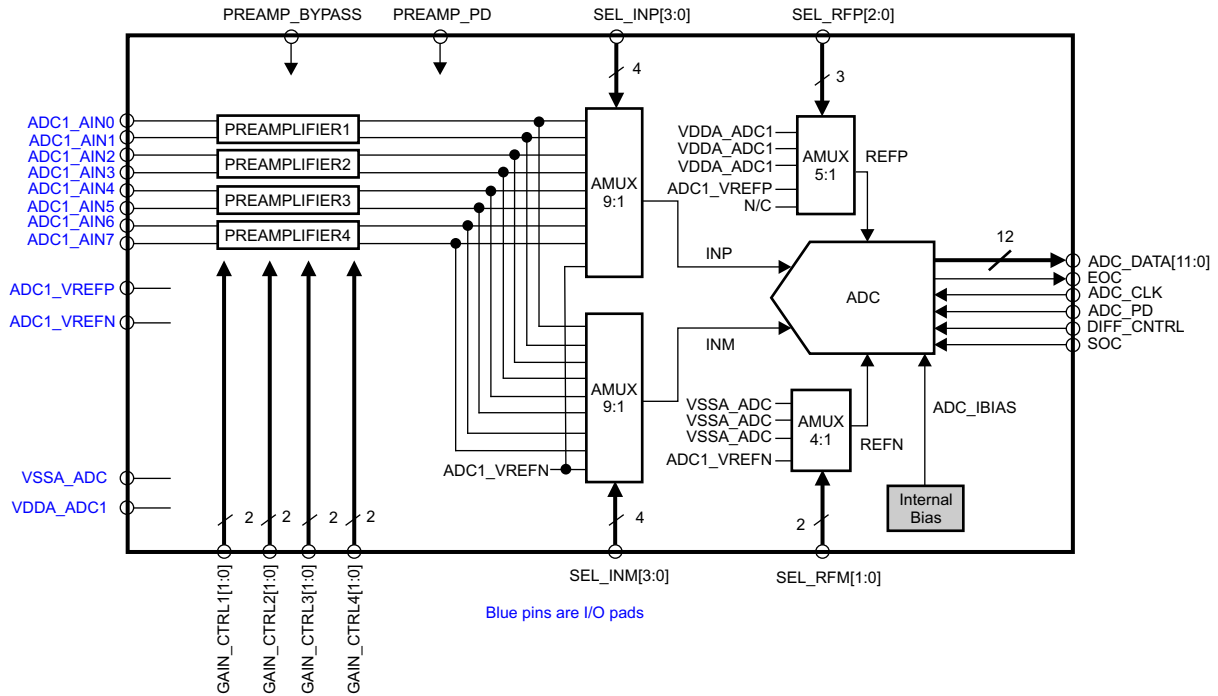 PREAMP_BYPASS
PREAMP_PD
SEL_INP[3:0]
SEL_RFP[2:0]
4
3
ADC1_AIN0
ADC1_AIN1
ADC1_AIN2
ADC1_AIN3
ADC1_AIN4
ADC1_AIN5
ADC1_AIN6
ADC1_AIN7
PREAMPLIFIER1
PREAMPLIFIER2
PREAMPLIFIER3
PREAMPLIFIER4
AMUX
9:1
VDDA_ADC1
VDDA_ADC1
VDDA_ADC1
ADC1_VREFP
N/C
AMUX
5:1
REFP
INP
ADC
12
ADC_DATA[11:0]
EOC
ADC_CLK
ADC_PD
DIFF_CNTRL
SOC
ADC1_VREFP
ADC1_VREFN
INM
AMUX
9:1
ADC1_VREFN
VSSA_ADC
VSSA_ADC
VSSA_ADC
ADC1_VREFN
AMUX
4:1
REFN
ADC_IBIAS
Internal
Bias
VSSA_ADC
VDDA_ADC1
2
2
2
2
4
2
GAIN_CTRL1[1:0]
GAIN_CTRL2[1:0]
GAIN_CTRL3[1:0]
GAIN_CTRL4[1:0]
SEL_INM[3:0]
SEL_RFM[1:0]
Blue pins are I/O pads